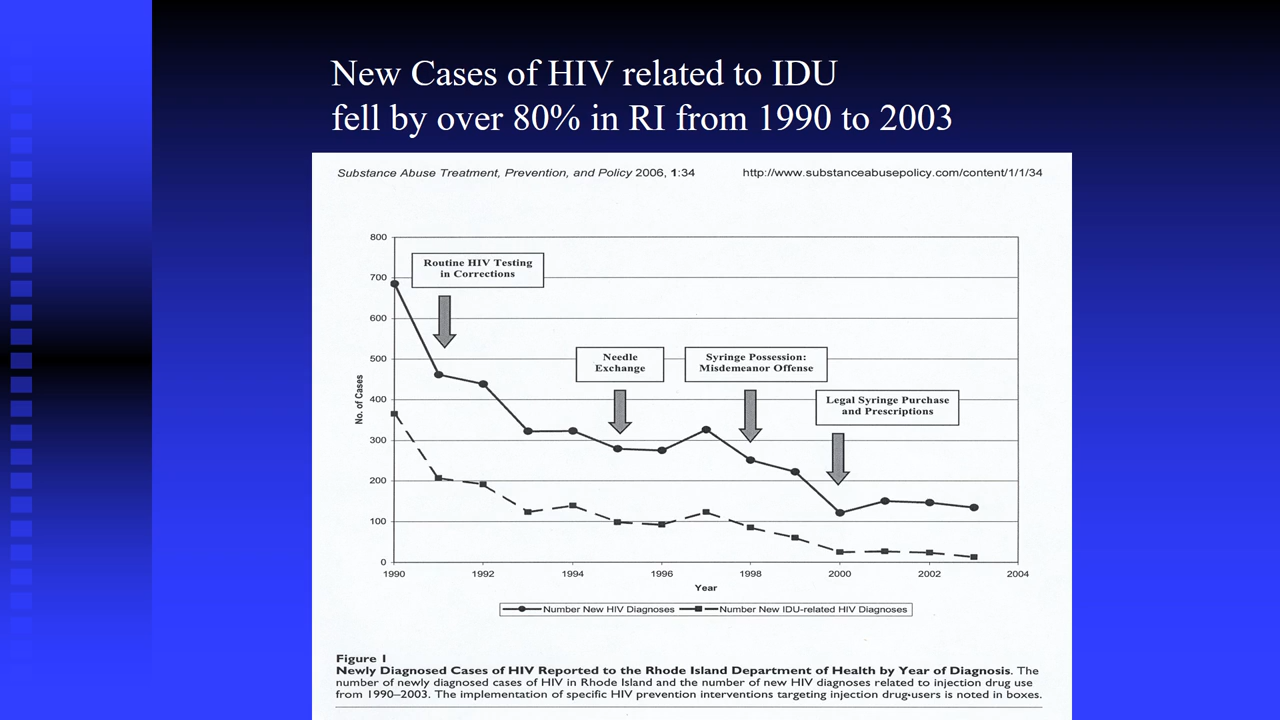 New Cases of HIV related to IDU
fell by over 80% in RI from 1990 to 2003
Substance Abuse Treatment, Prevention, and Policy 2006, 1:34 http://www.substanceabusepolicy.com/content/1/1/34
800
700
600
500
400
300
200
100
0
No. of Cases
Routine HIV Testing
in Corrections
Needle
Exchange
Syringe Possession:
Misdemeanor Offense
Legal Syringe Purchase
and Prescriptions
1990 1992 1994 1996 1998 2000 2002 2004
Year
Number New HIV Diagnoses Number New IDU-related HIV Diagnoses
Figure 1
Newly Diagnosed Cases of HIV Reported to the Rhode Island Department of Health by Year of Diagnosis. The
number of newly diagnosed cases of HIV in Rhode Island and the number of new HIV diagnoses related to injection drug use
from 1990–2003. The implementation of specific HIV prevention interventions targeting injection drug-users is noted in boxes.